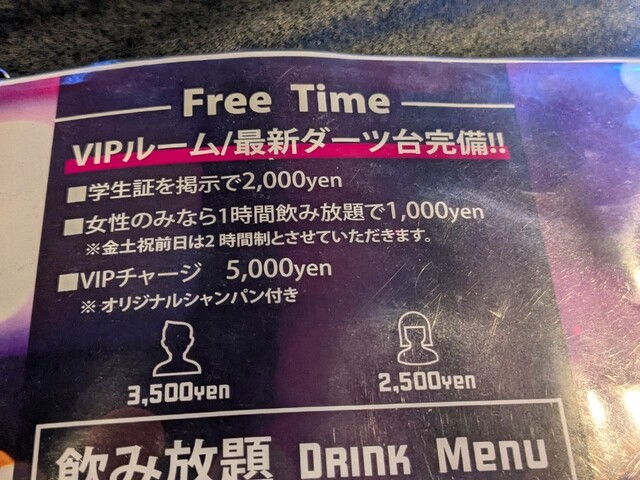 Free Time
VIPルーム/最新ダーツ台完備!!
■学生証を掲示で2,000yen
■女性のみなら1時間飲み放題で1,000yen
※金土祝前日は2時間制とさせていただきます。
■VIPチャージ 5,000yen
※オリジナルシャンパン付き
3,500yen 2,500yen
飲み放題 DRINK MENU